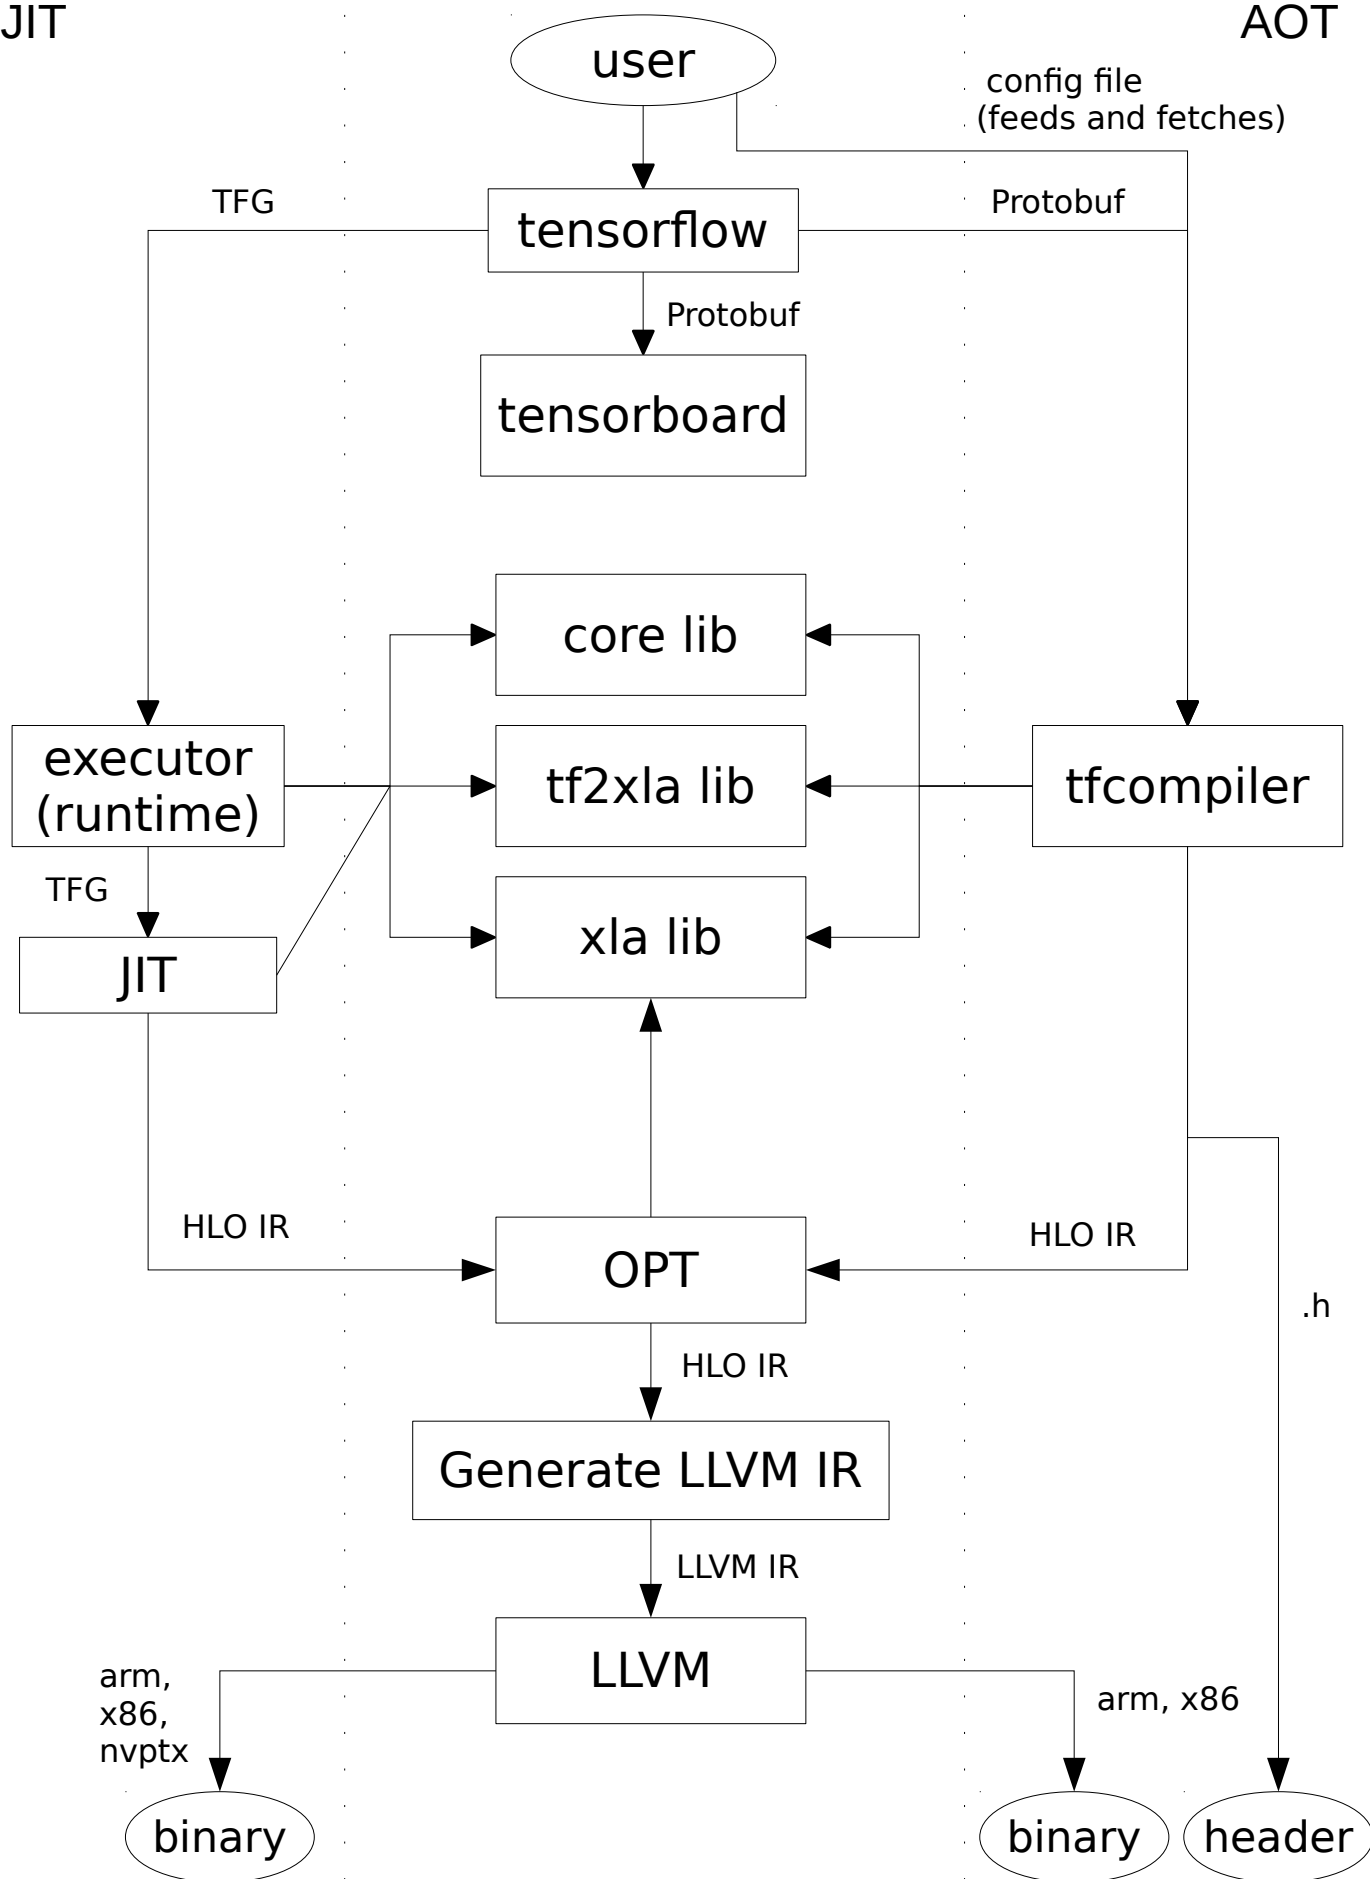 JIT
AOT
user
config file
(feeds and fetches)
TFG
tensorflow
Protobuf
Protobuf
tensorboard
core lib
executor
(runtime)
tf2xla lib
tfcompiler
TFG
xla lib
JIT
HLO IR
OPT
HLO IR
.h
HLO IR
Generate LLVM IR
LLVM IR
LLVM
arm,
x86,
nvptx
arm, x86
binary
binary
header